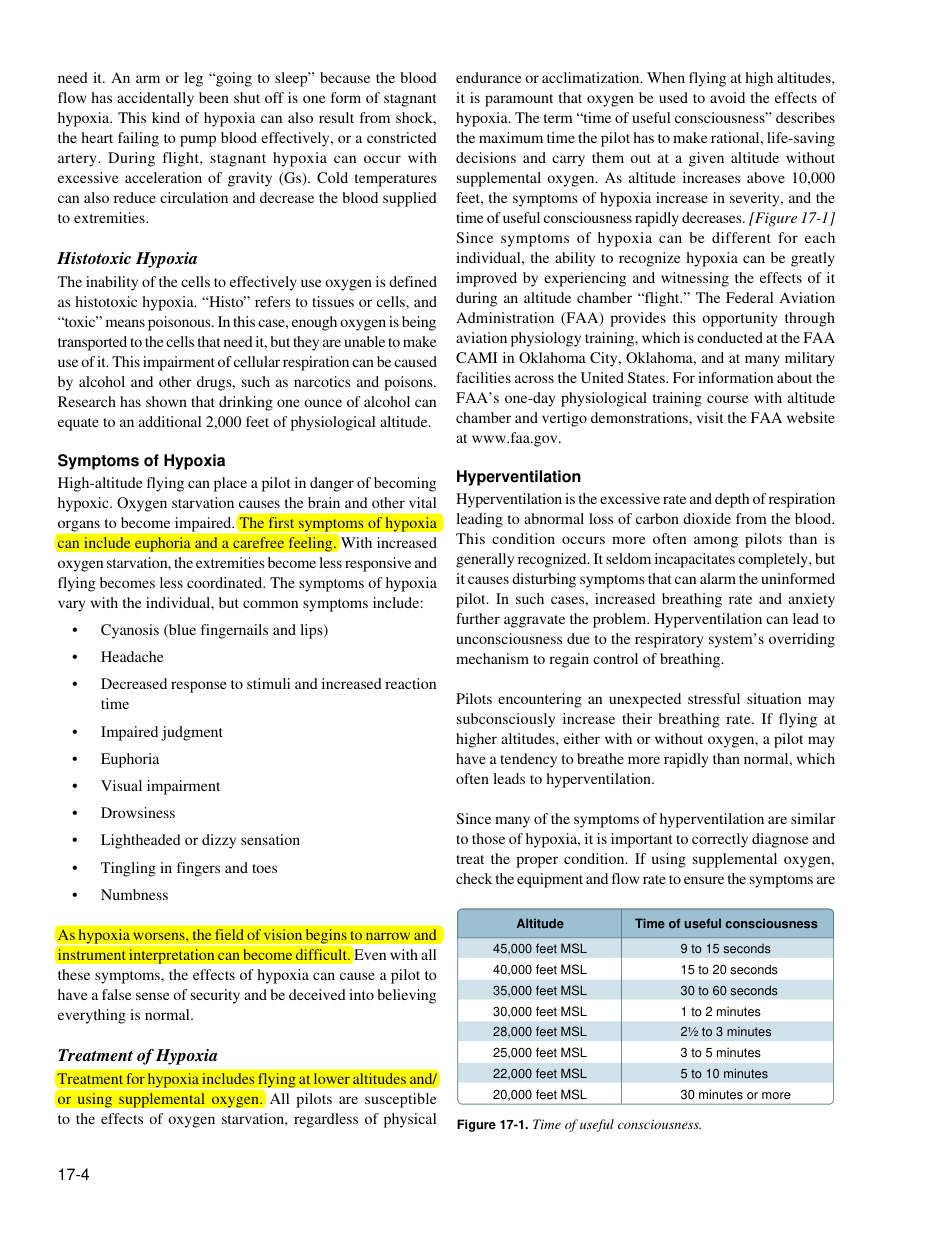 need it. An arm or leg “going to sleep” because the blood
flow has accidentally been shut off is one form of stagnant
hypoxia. This kind of hypoxia can also result from shock,
the heart failing to pump blood effectively, or a constricted
artery. During flight, stagnant hypoxia can occur with
excessive acceleration of gravity (Gs). Cold temperatures
can also reduce circulation and decrease the blood supplied
to extremities.
Histotoxic Hypoxia
The inability of the cells to effectively use oxygen is defined
as histotoxic hypoxia. “Histo” refers to tissues or cells, and
“toxic” means poisonous. In this case, enough oxygen is being
transported to the cells that need it, but they are unable to make
use of it. This impairment of cellular respiration can be caused
by alcohol and other drugs, such as narcotics and poisons.
Research has shown that drinking one ounce of alcohol can
equate to an additional 2,000 feet of physiological altitude.
Symptoms of Hypoxia
High-altitude flying can place a pilot in danger of becoming
hypoxic. Oxygen starvation causes the brain and other vital
organs to become impaired. The first symptoms of hypoxia
can include euphoria and a carefree feeling. With increased
oxygen starvation, the extremities become less responsive and
flying becomes less coordinated. The symptoms of hypoxia
vary with the individual, but common symptoms include:
• Cyanosis (blue fingernails and lips)
• Headache
• Decreased response to stimuli and increased reaction
time
• Impaired judgment
• Euphoria
• Visual impairment
• Drowsiness
• Lightheaded or dizzy sensation
• Tingling in fingers and toes
• Numbness
As hypoxia worsens, the field of vision begins to narrow and
instrument interpretation can become difficult. Even with all
these symptoms, the effects of hypoxia can cause a pilot to
have a false sense of security and be deceived into believing
everything is normal.
Treatment of Hypoxia
Treatment for hypoxia includes flying at lower altitudes and/
or using supplemental oxygen. All pilots are susceptible
to the effects of oxygen starvation, regardless of physical
endurance or acclimatization. When flying at high altitudes,
it is paramount that oxygen be used to avoid the effects of
hypoxia. The term “time of useful consciousness” describes
the maximum time the pilot has to make rational, life-saving
decisions and carry them out at a given altitude without
supplemental oxygen. As altitude increases above 10,000
feet, the symptoms of hypoxia increase in severity, and the
time of useful consciousness rapidly decreases. [Figure 17-1]
Since symptoms of hypoxia can be different for each
individual, the ability to recognize hypoxia can be greatly
improved by experiencing and witnessing the effects of it
during an altitude chamber “flight.” The Federal Aviation
Administration (FAA) provides this opportunity through
aviation physiology training, which is conducted at the FAA
CAMI in Oklahoma City, Oklahoma, and at many military
facilities across the United States. For information about the
FAA’s one-day physiological training course with altitude
chamber and vertigo demonstrations, visit the FAA website
at www.faa.gov.
Hyperventilation
Hyperventilation is the excessive rate and depth of respiration
leading to abnormal loss of carbon dioxide from the blood.
This condition occurs more often among pilots than is
generally recognized. It seldom incapacitates completely, but
it causes disturbing symptoms that can alarm the uninformed
pilot. In such cases, increased breathing rate and anxiety
further aggravate the problem. Hyperventilation can lead to
unconsciousness due to the respiratory system’s overriding
mechanism to regain control of breathing.
Pilots encountering an unexpected stressful situation may
subconsciously increase their breathing rate. If flying at
higher altitudes, either with or without oxygen, a pilot may
have a tendency to breathe more rapidly than normal, which
often leads to hyperventilation.
Since many of the symptoms of hyperventilation are similar
to those of hypoxia, it is important to correctly diagnose and
treat the proper condition. If using supplemental oxygen,
check the equipment and flow rate to ensure the symptoms are
Altitude Time of useful consciousness
45,000 feet MSL 9 to 15 seconds
40,000 feet MSL 15 to 20 seconds
35,000 feet MSL 30 to 60 seconds
30,000 feet MSL 1 to 2 minutes
28,000 feet MSL 2½ to 3 minutes
25,000 feet MSL 3 to 5 minutes
22,000 feet MSL 5 to 10 minutes
20,000 feet MSL 30 minutes or more
Figure 17-1. Time of useful consciousness.
17-4